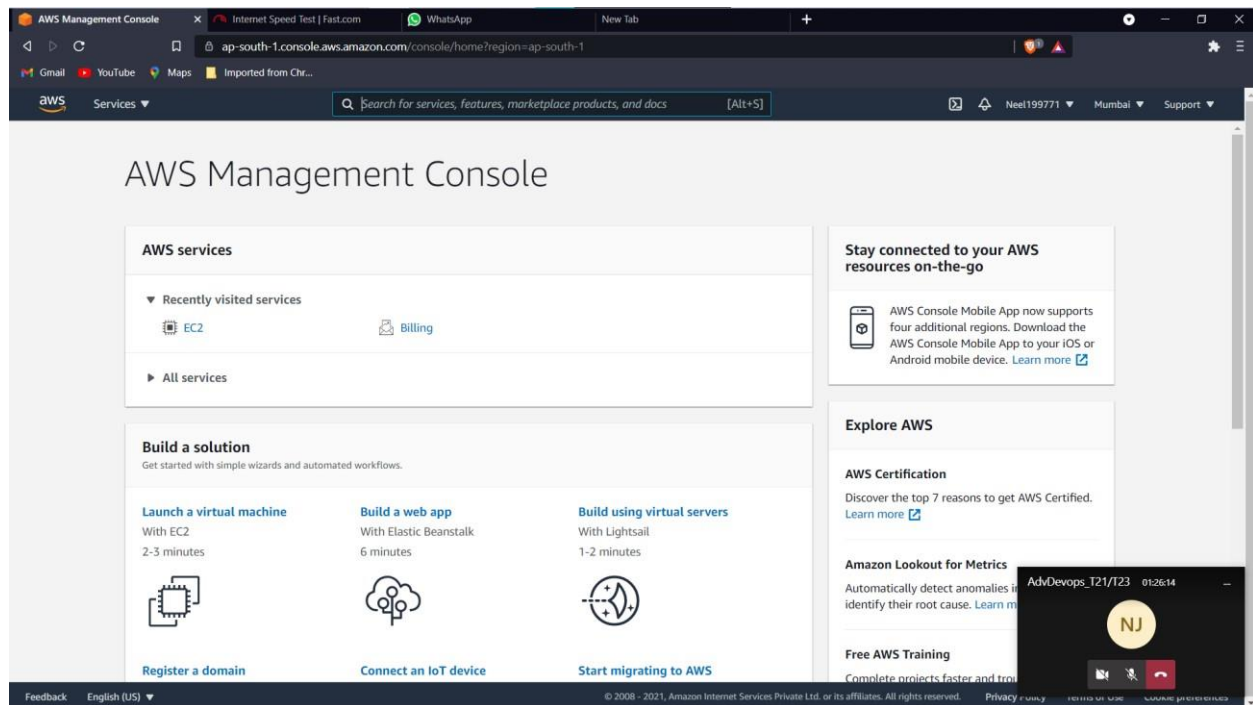 AWS Management Console
Internet Speed Test | Fast.com
WhatsApp
New Tab
ap-south-1.console.aws.amazon.com/console/home?region=ap-south-1
Gmail
YouTube
Maps
Imported from Chr...
aws
Services
Search for services, features, marketplace products, and docs
[Alt+S]
Neel199771
Mumbai
Support
AWS Management Console
AWS services
Recently visited services
EC2
Billing
All services
Build a solution
Get started with simple wizards and automated workflows.
Launch a virtual machine
With EC2
2-3 minutes
Build a web app
With Elastic Beanstalk
6 minutes
Build using virtual servers
With Lightsail
1-2 minutes
Register a domain
Connect an IoT device
Start migrating to AWS
Stay connected to your AWS
resources on-the-go
AWS Console Mobile App now supports
four additional regions. Download the
AWS Console Mobile App to your iOS or
Android mobile device. Learn more
Explore AWS
AWS Certification
Discover the top 7 reasons to get AWS Certified.
Learn more
Amazon Lookout for Metrics
Automatically detect anomalies
identify their root cause. Learn
Free AWS Training
Complete projects faster and
AdvDevops_T21/T23 01:26:14
NJ
Feedback
English (US)
© 2008 - 2021, Amazon Internet Services Private Ltd. or its affiliates. All rights reserved.
Privacy Policy
Terms of Use
Cookie preferences